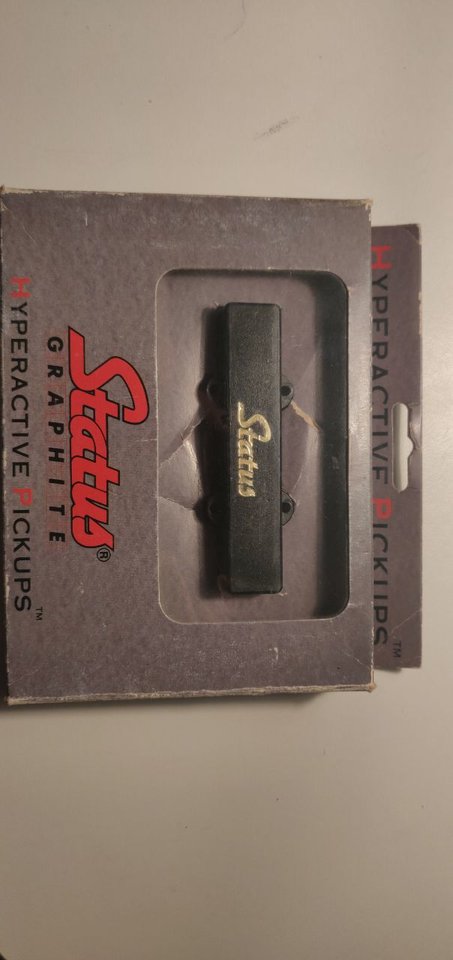 Status®
GRAPHITE
HYPERACTIVE PICKUPS™
Status
HYPERACTIVE PICKUPS™